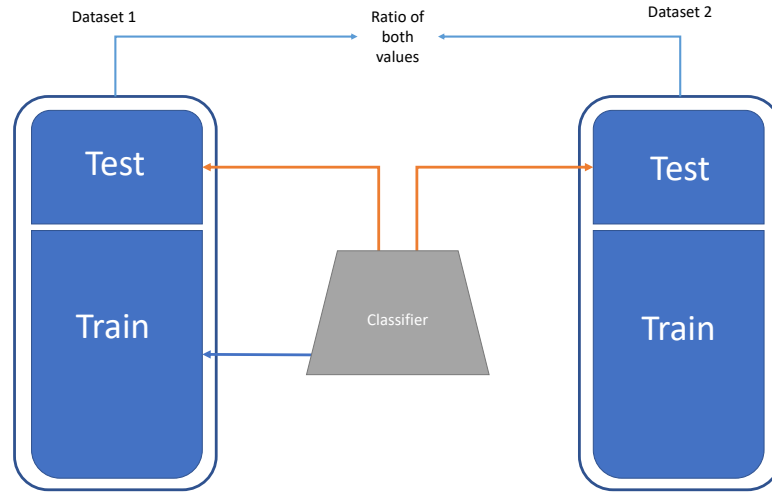 Dataset 1
Ratio of
both
values
Dataset 2
Test
Test
Train
Classifier
Train